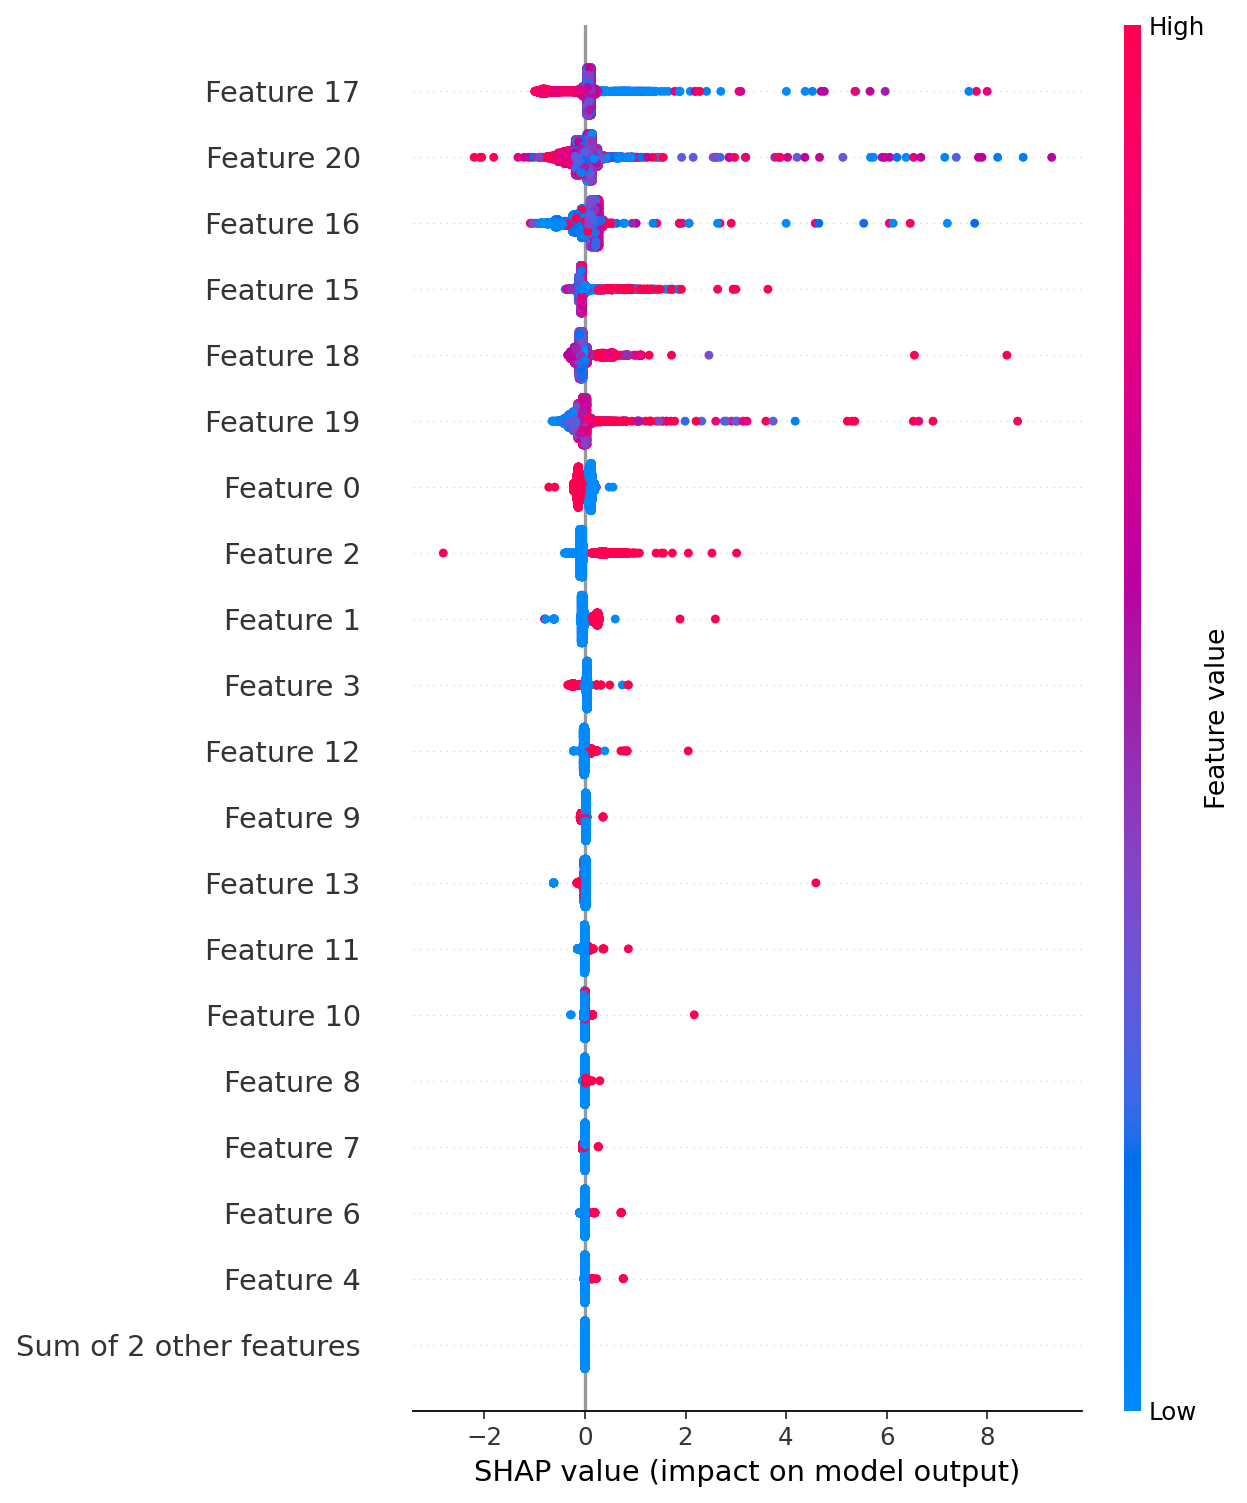 High
Feature 17
Feature 20
Feature 16
Feature 15
Feature 18
Feature 19
Feature 0
Feature 2
Feature 1
Feature 3
Feature 12
Feature 9
Feature 13
Feature 11
Feature 10
Feature 8
Feature 7
Feature 6
Feature 4
Sum of 2 other features
Feature value
Low
−2 0 2 4 6 8
SHAP value (impact on model output)